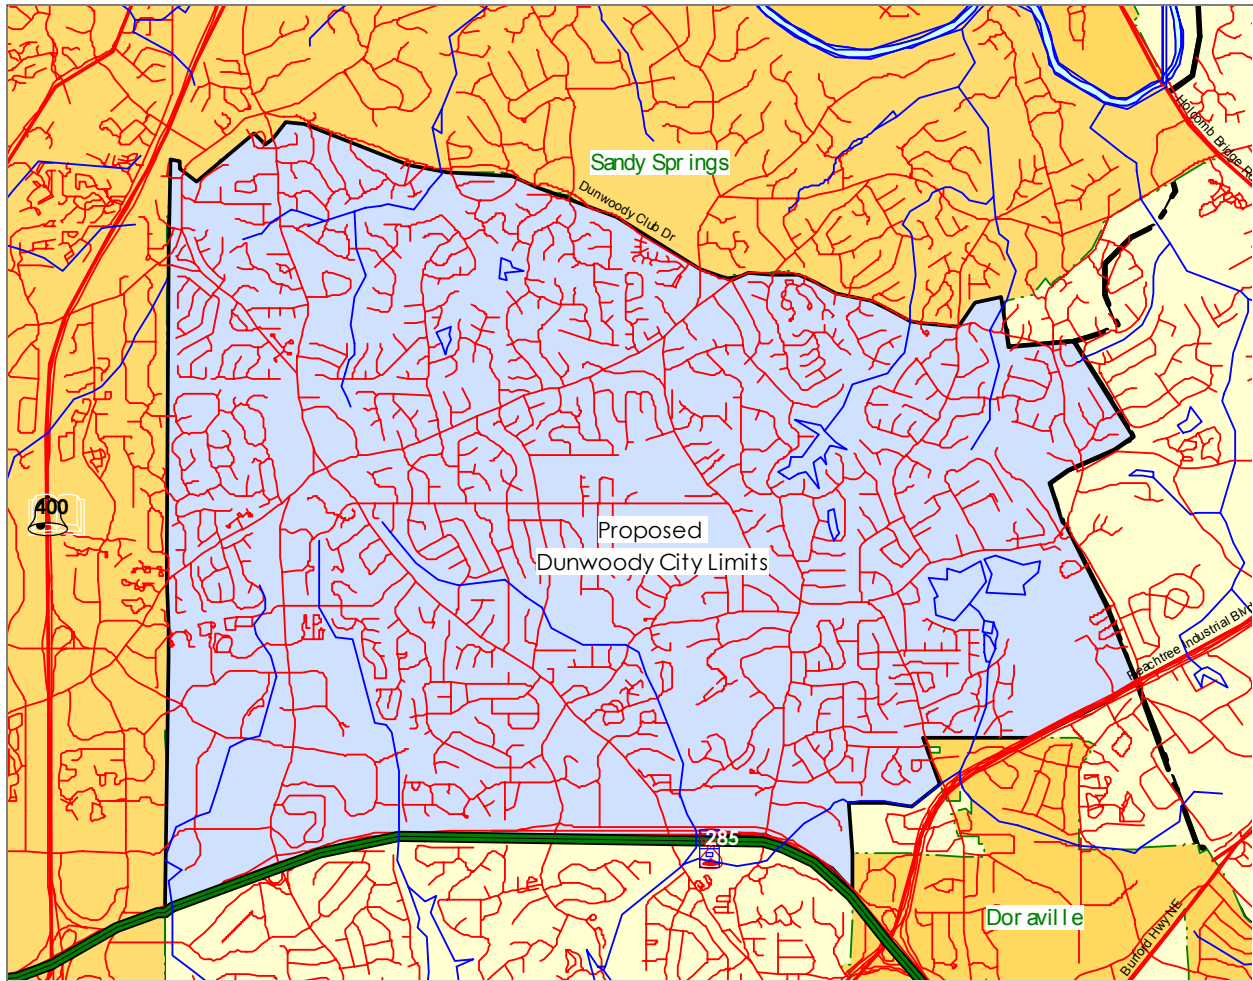 Sandy Springs
Holcomb Bridge Rd
Dunwoody Club Dr
400
Proposed
Dunwoody City Limits
Peachtree Industrial Blvd
285
Doraville
Buford Hwy NE